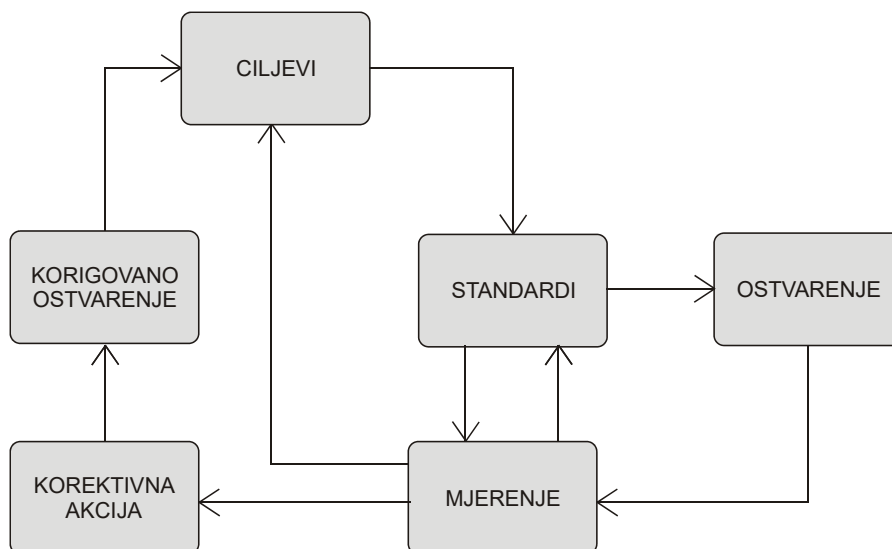 CILJEVI
KORIGOVANO
OSTVARENJE
STANDARDI
OSTVARENJE
KOREKTIVNA
AKCIJA
MJERENJE